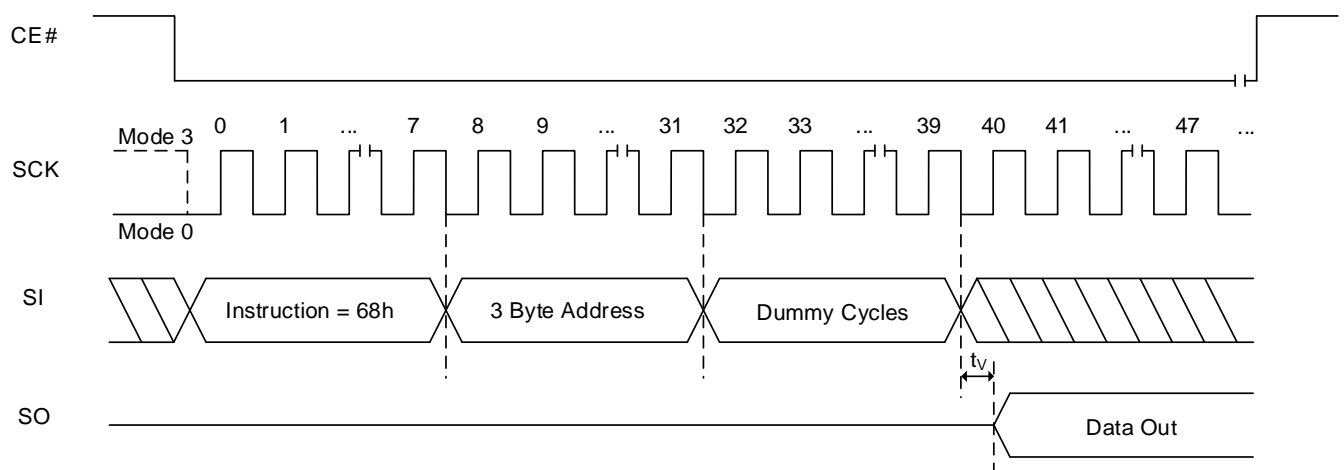 CE#
0 1 ... 7 8 9 ... 31 32 33 ... 39 40 41 ... 47 ...
Mode 3
SCK
Mode 0
SI
Instruction = 68h
3 Byte Address
Dummy Cycles
tV
SO
Data Out